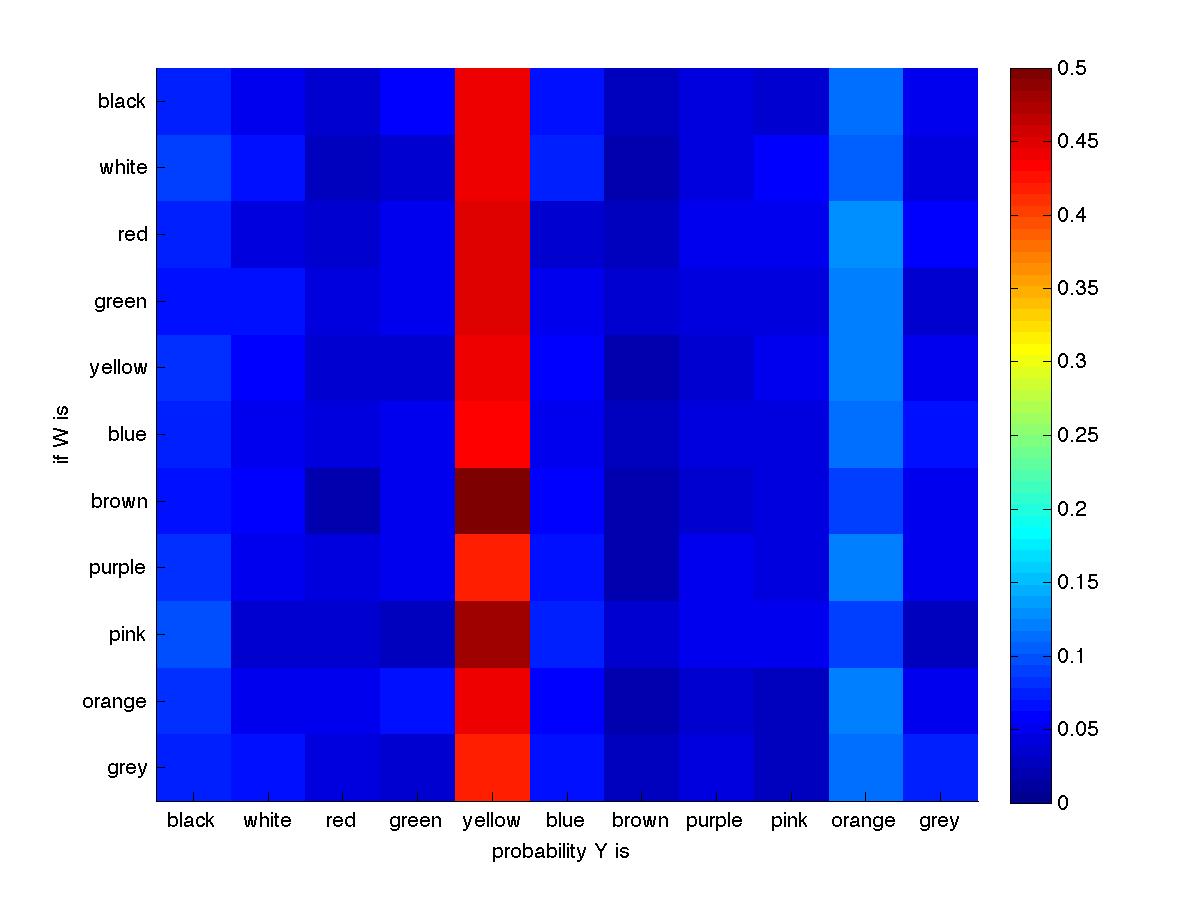 black
white
red
green
yellow
blue
brown
purple
pink
orange
grey
if W is
black white red green yellow blue brown purple pink orange grey
probability Y is
0.5
0.45
0.4
0.35
0.3
0.25
0.2
0.15
0.1
0.05
0